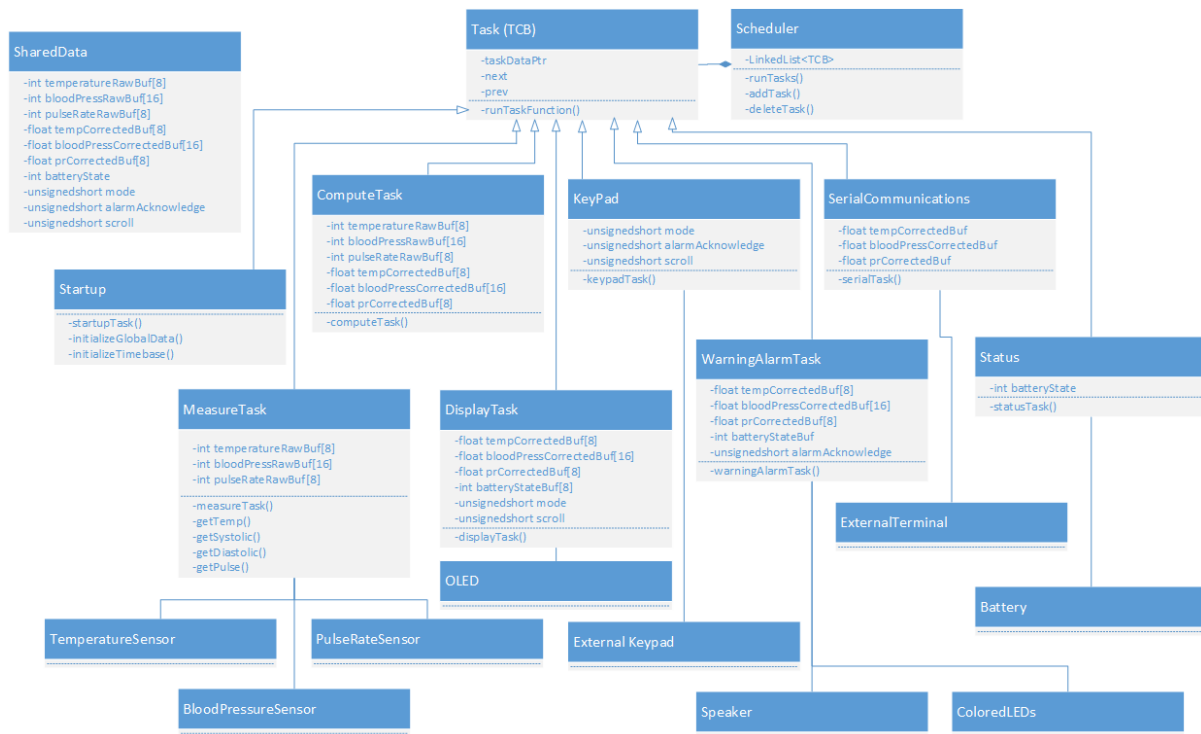 SharedData
-int temperatureRawBuf[8]
-int bloodPressRawBuf[16]
-int pulseRateRawBuf[8]
-float tempCorrectedBuf[8]
-float bloodPressCorrectedBuf[16]
-float prCorrectedBuf[8]
-int batteryState
-unsignedshort mode
-unsignedshort alarmAcknowledge
-unsignedshort scroll
Task (TCB)
-taskDataPtr
-next
-prev
-runTaskFunction()
Scheduler
-LinkedList<TCB>
-runTasks()
-addTask()
-deleteTask()
Startup
-startupTask()
-initializeGlobalData()
-initializeTimebase()
ComputeTask
-int temperatureRawBuf[8]
-int bloodPressRawBuf[16]
-int pulseRateRawBuf[8]
-float tempCorrectedBuf[8]
-float bloodPressCorrectedBuf[16]
-float prCorrectedBuf[8]
-computeTask()
KeyPad
-unsignedshort mode
-unsignedshort alarmAcknowledge
-unsignedshort scroll
-keypadTask()
SerialCommunications
-float tempCorrectedBuf
-float bloodPressCorrectedBuf
-float prCorrectedBuf
-serialTask()
MeasureTask
-int temperatureRawBuf[8]
-int bloodPressRawBuf[16]
-int pulseRateRawBuf[8]
-measureTask()
-getTemp()
-getSystolic()
-getDiastolic()
-getPulse()
DisplayTask
-float tempCorrectedBuf[8]
-float bloodPressCorrectedBuf[16]
-float prCorrectedBuf[8]
-int batteryStateBuf[8]
-unsignedshort mode
-unsignedshort scroll
-displayTask()
WarningAlarmTask
-float tempCorrectedBuf[8]
-float bloodPressCorrectedBuf[16]
-float prCorrectedBuf[8]
-int batteryStateBuf
-unsignedshort alarmAcknowledge
-warningAlarmTask()
Status
-int batteryState
-statusTask()
ExternalTerminal
OLED
Battery
TemperatureSensor
PulseRateSensor
External Keypad
BloodPressureSensor
Speaker
ColoredLEDs